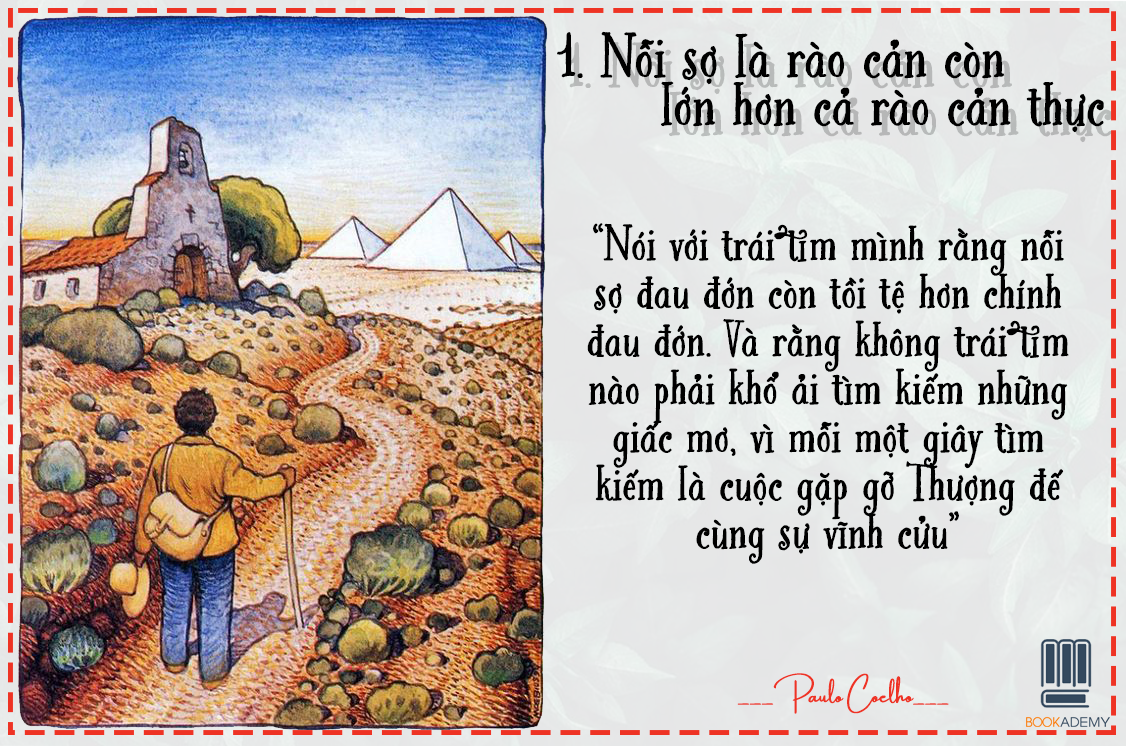 1. Nỗi sợ là rào cản còn
lớn hơn cả rào cản thực
“Nói với trái tim mình rằng nỗi
sợ đau đớn còn tồi tệ hơn chính
đau đớn. Và rằng không trái tim
nào phải khổ ải tìm kiếm những
giấc mơ, vì mỗi một giây tìm
kiếm là cuộc gặp gỡ Thượng đế
cùng sự vĩnh cửu”
___ Paulo Coelho___
BOOKADEMY